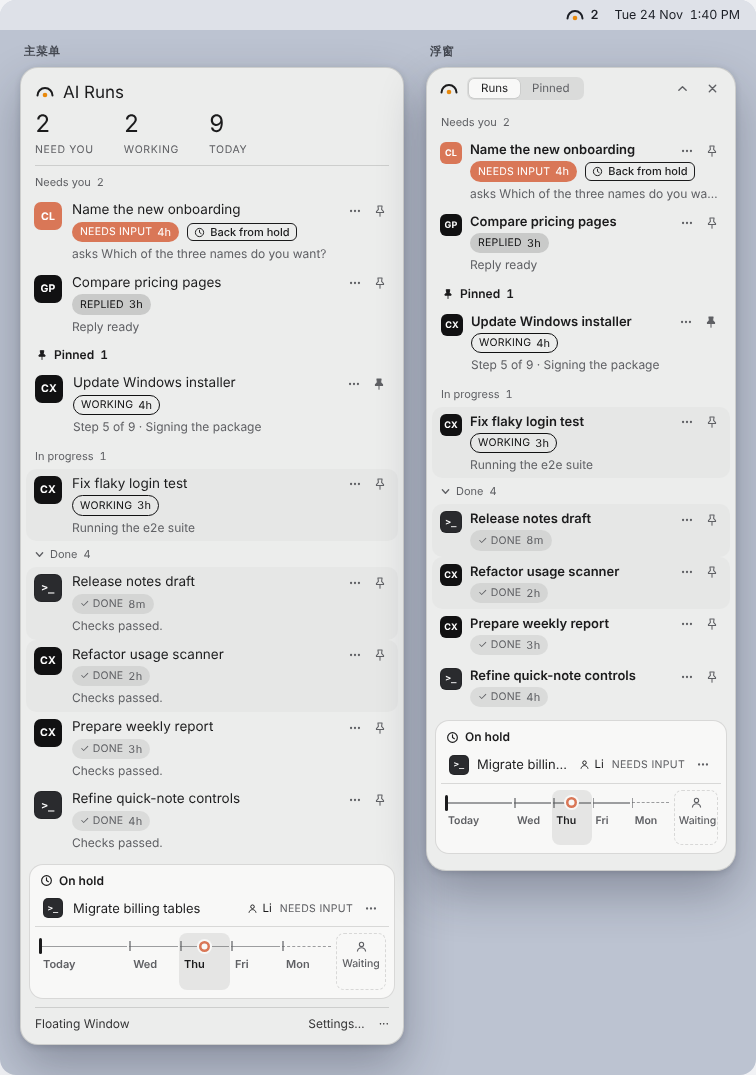 2 Tue 24 Nov 1:40 PM
主菜单
AI Runs
2 2 9
NEED YOU WORKING TODAY
Needs you 2
CL Name the new onboarding
NEEDS INPUT 4h Back from hold
asks Which of the three names do you want?
GP Compare pricing pages
REPLIED 3h
Reply ready
Pinned 1
CX Update Windows installer
WORKING 4h
Step 5 of 9 · Signing the package
In progress 1
CX Fix flaky login test
WORKING 3h
Running the e2e suite
Done 4
>_ Release notes draft
✓ DONE 8m
Checks passed.
CX Refactor usage scanner
✓ DONE 2h
Checks passed.
CX Prepare weekly report
✓ DONE 3h
Checks passed.
>_ Refine quick-note controls
✓ DONE 4h
Checks passed.
On hold
>_ Migrate billing tables Li NEEDS INPUT ···
Today Wed Thu Fri Mon Waiting
Floating Window Settings... ···
浮窗
Runs Pinned
Needs you 2
CL Name the new onboarding
NEEDS INPUT 4h Back from hold
asks Which of the three names do you wa...
GP Compare pricing pages
REPLIED 3h
Reply ready
Pinned 1
CX Update Windows installer
WORKING 4h
Step 5 of 9 · Signing the package
In progress 1
CX Fix flaky login test
WORKING 3h
Running the e2e suite
Done 4
>_ Release notes draft
✓ DONE 8m
CX Refactor usage scanner
✓ DONE 2h
CX Prepare weekly report
✓ DONE 3h
>_ Refine quick-note controls
✓ DONE 4h
On hold
>_ Migrate billin... Li NEEDS INPUT ···
Today Wed Thu Fri Mon Waiting